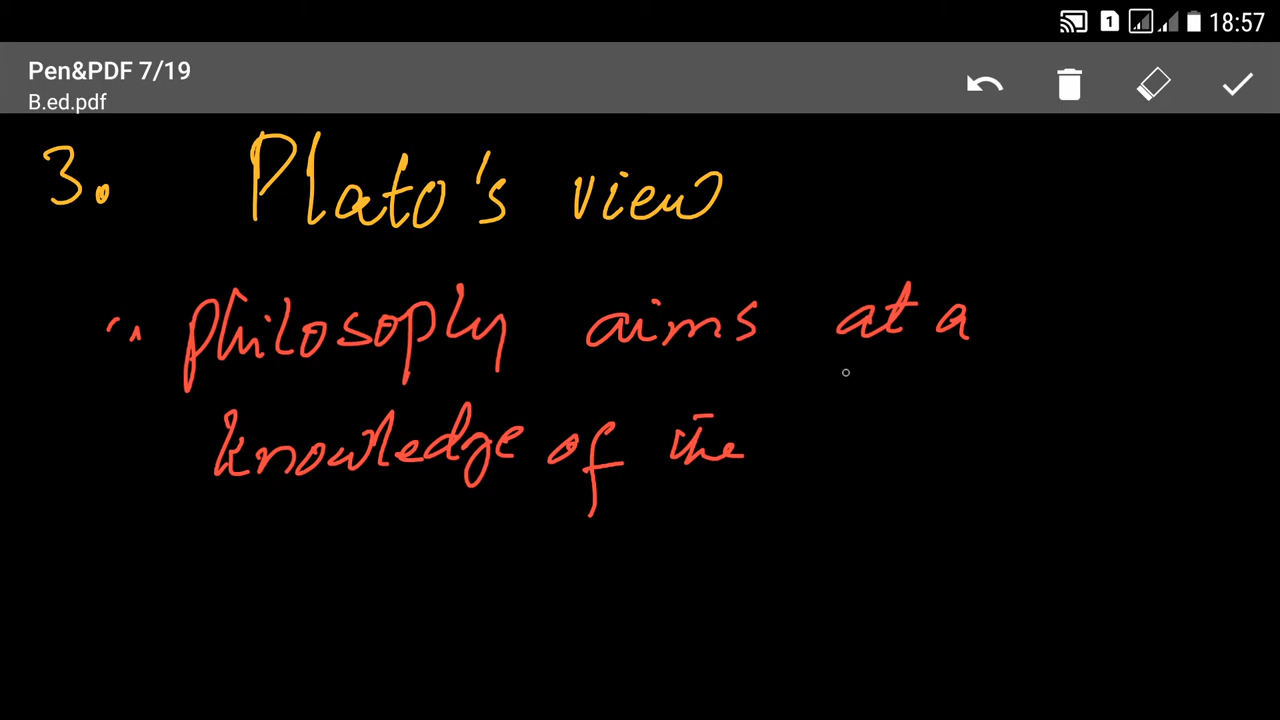 18:57
Pen&PDF 7/19
B.ed.pdf
3. Plato's view
philosophy aims at a
knowledge of the